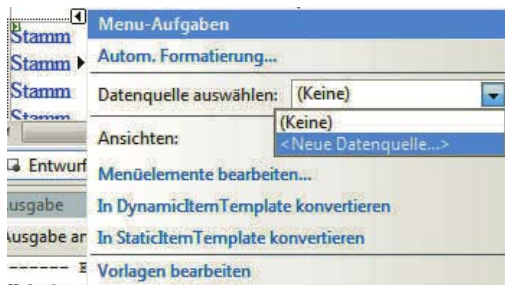 Menu-Aufgaben
Stamm
Autom. Formatierung...
Stamm
Stamm
Datenquelle auswählen: (Keine)
Stamm
(Keine)
Ansichten:
<Neue Datenquelle...>
Entwurf
Menüelemente bearbeiten...
usgabe
In DynamicItemTemplate konvertieren
usgabe
In StaticItemTemplate konvertieren
Vorlagen bearbeiten